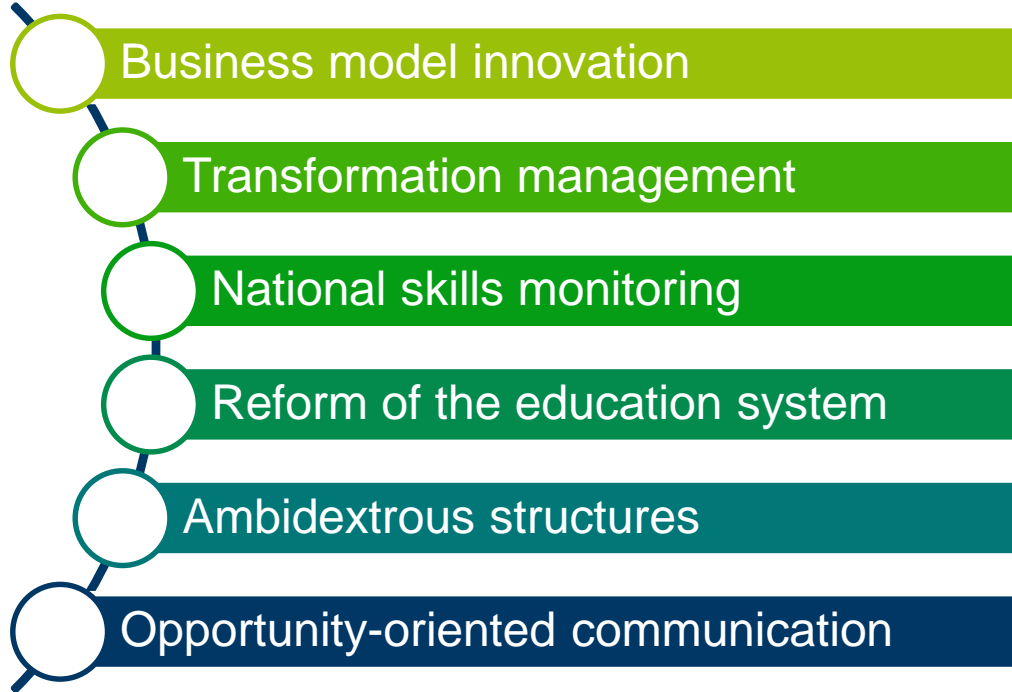 Business model innovation
Transformation management
National skills monitoring
Reform of the education system
Ambidextrous structures
Opportunity-oriented communication